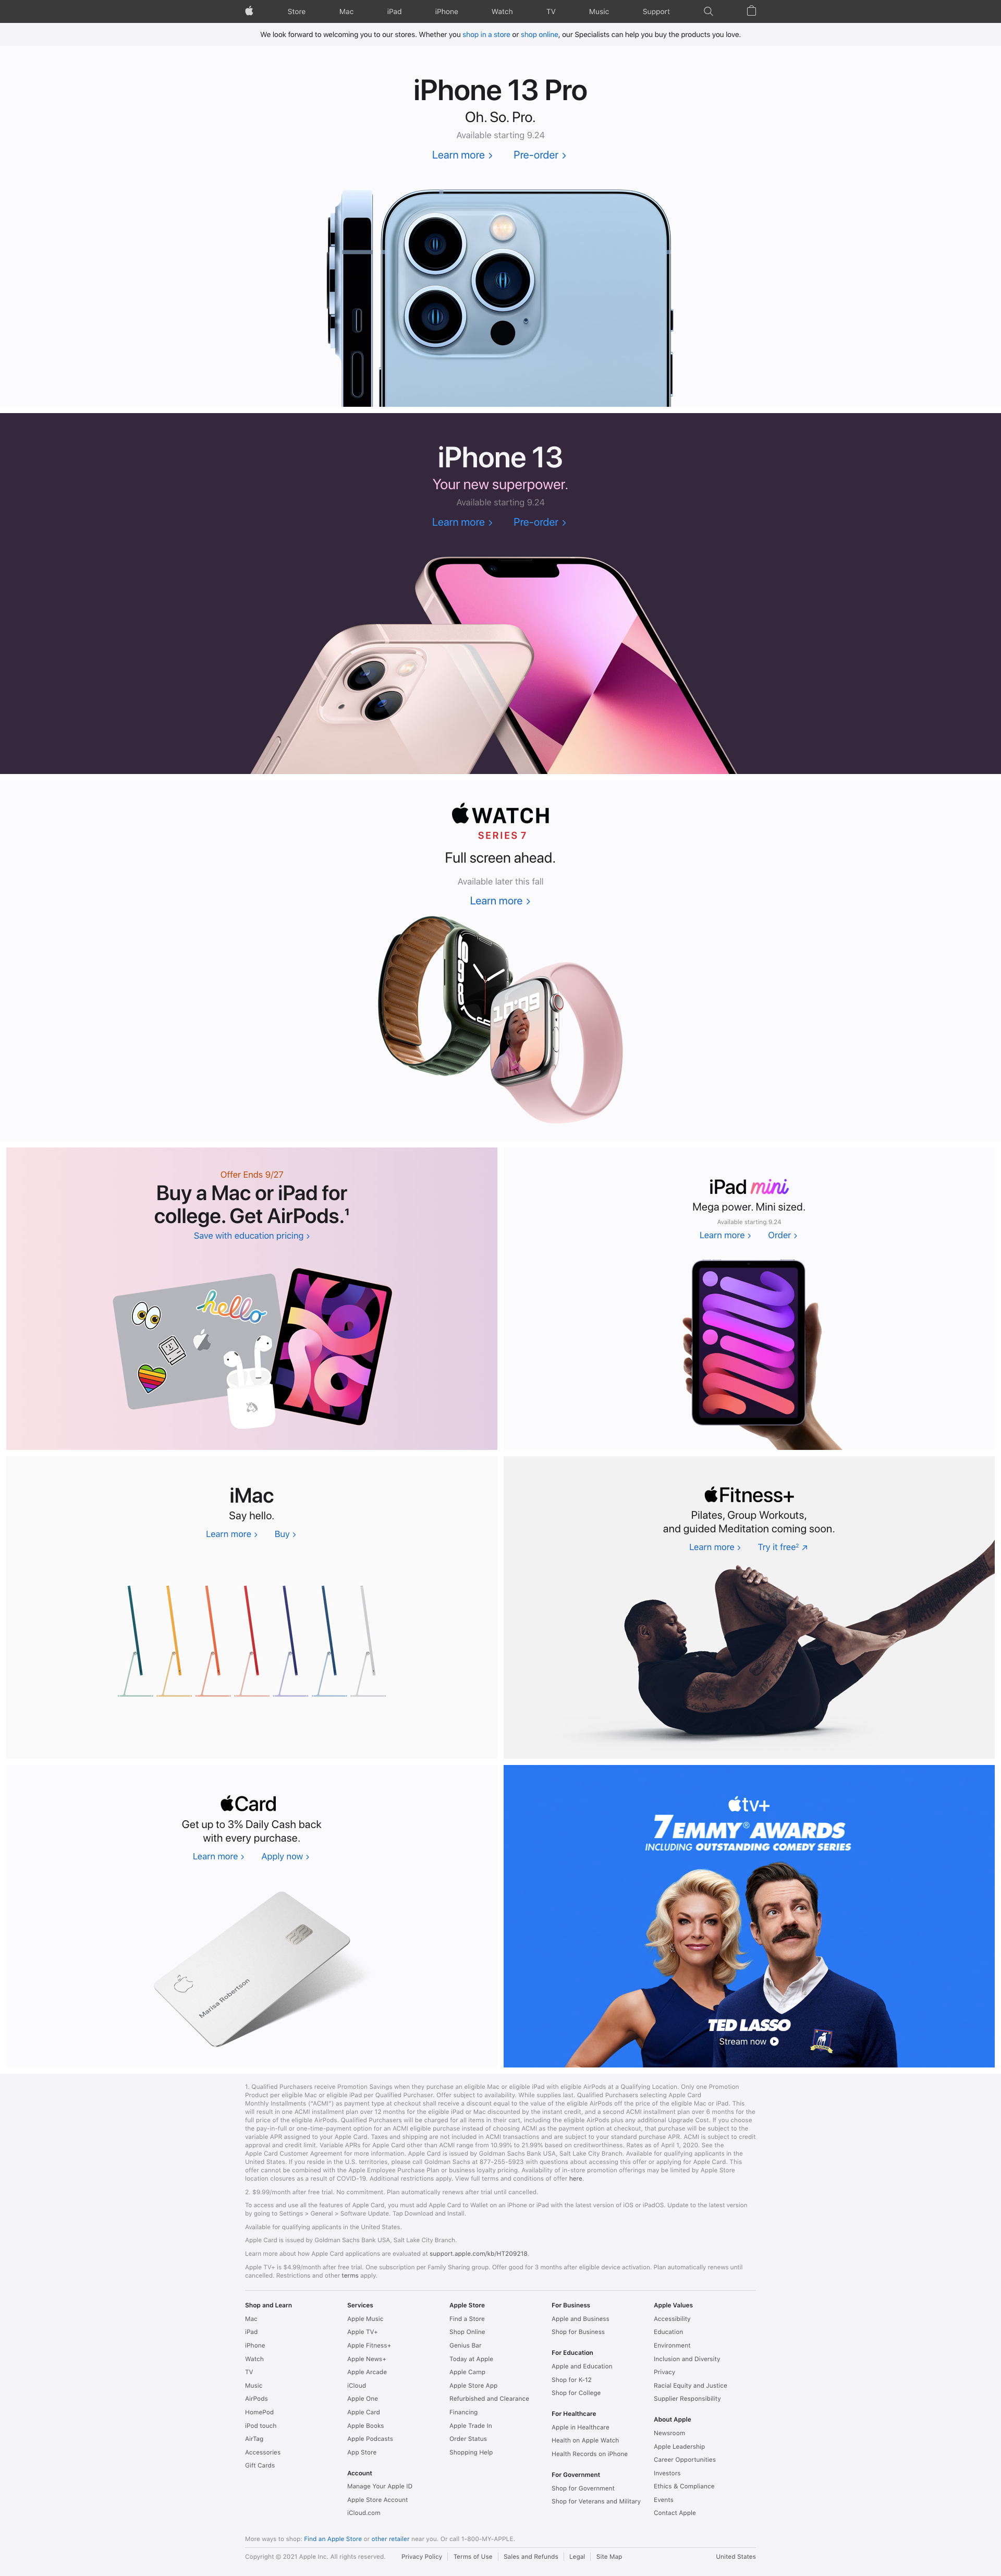 Store Mac iPad iPhone Watch TV Music Support
We look forward to welcoming you to our stores. Whether you shop in a store or shop online, our Specialists can help you buy the products you love.
iPhone 13 Pro
Oh. So. Pro.
Available starting 9.24
Learn more > Pre-order >
iPhone 13
Your new superpower.
Available starting 9.24
Learn more > Pre-order >
WATCH
SERIES 7
Full screen ahead.
Available later this fall
Learn more >
10:09
Offer Ends 9/27
Buy a Mac or iPad for
college. Get AirPods.¹
Save with education pricing >
hello
iPad mini
Mega power. Mini sized.
Available starting 9.24
Learn more > Order >
iMac
Say hello.
Learn more > Buy >
Fitness+
Pilates, Group Workouts,
and guided Meditation coming soon.
Learn more > Try it free² ↗
Card
Get up to 3% Daily Cash back
with every purchase.
Learn more > Apply now >
Marisa Robertson
tv+
7 EMMY® AWARDS
INCLUDING OUTSTANDING COMEDY SERIES
TED LASSO
Stream now
1. Qualified Purchasers receive Promotion Savings when they purchase an eligible Mac or eligible iPad with eligible AirPods at a Qualifying Location. Only one Promotion
Product per eligible Mac or eligible iPad per Qualified Purchaser. Offer subject to availability. While supplies last. Qualified Purchasers selecting Apple Card
Monthly Installments ("ACMI") as payment type at checkout shall receive a discount equal to the value of the eligible AirPods off the price of the eligible Mac or iPad. This
will result in one ACMI installment plan over 12 months for the eligible iPad or Mac discounted by the instant credit, and a second ACMI installment plan over 6 months for the
full price of the eligible AirPods. Qualified Purchasers will be charged for all items in their cart, including the eligible AirPods plus any additional Upgrade Cost. If you choose
the pay-in-full or one-time-payment option for an ACMI eligible purchase instead of choosing ACMI as the payment option at checkout, that purchase will be subject to the
variable APR assigned to your Apple Card. Taxes and shipping are not included in ACMI transactions and are subject to your standard purchase APR. ACMI is subject to credit
approval and credit limit. Variable APRs for Apple Card other than ACMI range from 10.99% to 21.99% based on creditworthiness. Rates as of April 1, 2020. See the
Apple Card Customer Agreement for more information. Apple Card is issued by Goldman Sachs Bank USA, Salt Lake City Branch. Available for qualifying applicants in the
United States. If you reside in the U.S. territories, please call Goldman Sachs at 877-255-5923 with questions about accessing this offer or applying for Apple Card. This
offer cannot be combined with the Apple Employee Purchase Plan or business loyalty pricing. Availability of in-store promotion offerings may be limited by Apple Store
location closures as a result of COVID-19. Additional restrictions apply. View full terms and conditions of offer here.
2. $9.99/month after free trial. No commitment. Plan automatically renews after trial until cancelled.
To access and use all the features of Apple Card, you must add Apple Card to Wallet on an iPhone or iPad with the latest version of iOS or iPadOS. Update to the latest version
by going to Settings > General > Software Update. Tap Download and Install.
Available for qualifying applicants in the United States.
Apple Card is issued by Goldman Sachs Bank USA, Salt Lake City Branch.
Learn more about how Apple Card applications are evaluated at support.apple.com/kb/HT209218.
Apple TV+ is $4.99/month after free trial. One subscription per Family Sharing group. Offer good for 3 months after eligible device activation. Plan automatically renews until
cancelled. Restrictions and other terms apply.
Shop and Learn
Mac
iPad
iPhone
Watch
TV
Music
AirPods
HomePod
iPod touch
AirTag
Accessories
Gift Cards
Services
Apple Music
Apple TV+
Apple Fitness+
Apple News+
Apple Arcade
iCloud
Apple One
Apple Card
Apple Books
Apple Podcasts
App Store
Account
Manage Your Apple ID
Apple Store Account
iCloud.com
Apple Store
Find a Store
Shop Online
Genius Bar
Today at Apple
Apple Camp
Apple Store App
Refurbished and Clearance
Financing
Apple Trade In
Order Status
Shopping Help
For Business
Apple and Business
Shop for Business
For Education
Apple and Education
Shop for K-12
Shop for College
For Healthcare
Apple in Healthcare
Health on Apple Watch
Health Records on iPhone
For Government
Shop for Government
Shop for Veterans and Military
Apple Values
Accessibility
Education
Environment
Inclusion and Diversity
Privacy
Racial Equity and Justice
Supplier Responsibility
About Apple
Newsroom
Apple Leadership
Career Opportunities
Investors
Ethics & Compliance
Events
Contact Apple
More ways to shop: Find an Apple Store or other retailer near you. Or call 1-800-MY-APPLE.
Copyright © 2021 Apple Inc. All rights reserved. Privacy Policy Terms of Use Sales and Refunds Legal Site Map United States